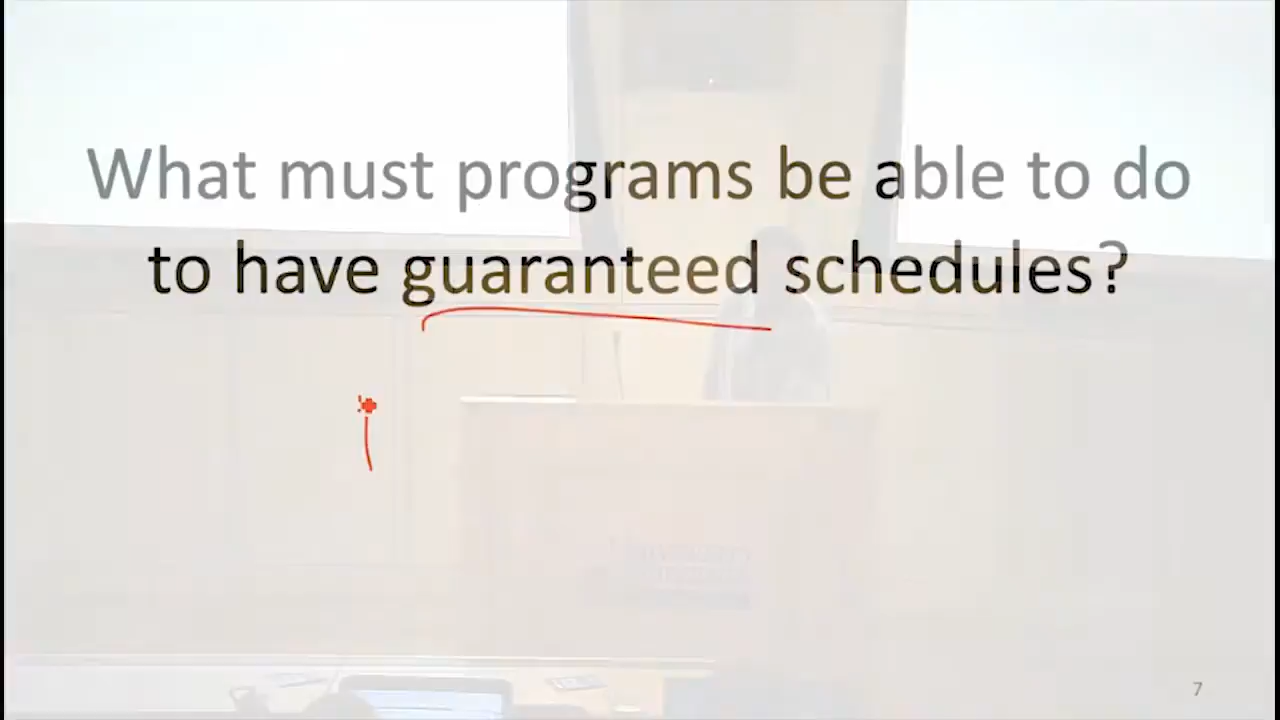 What must programs be able to do
to have guaranteed schedules?
7